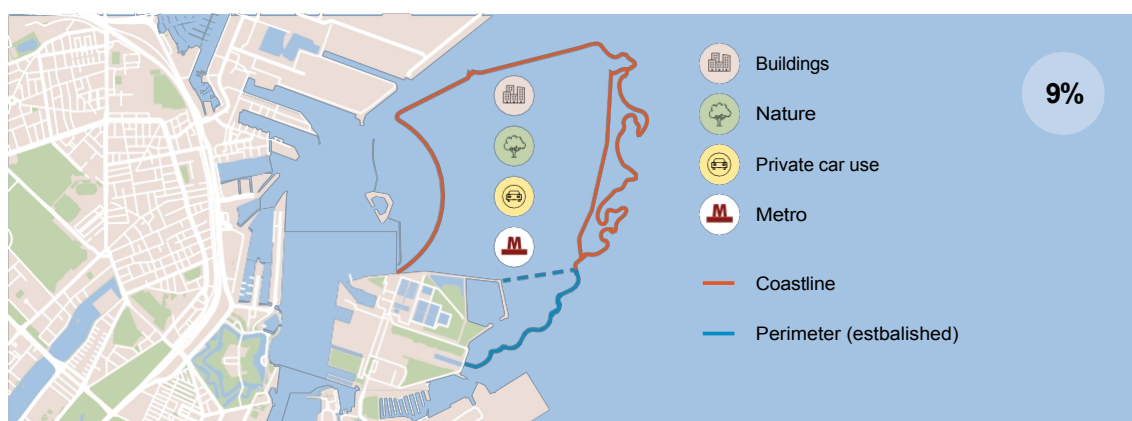 Buildings
9%
Nature
Private car use
M
M
Metro
Coastline
Perimeter (estbalished)